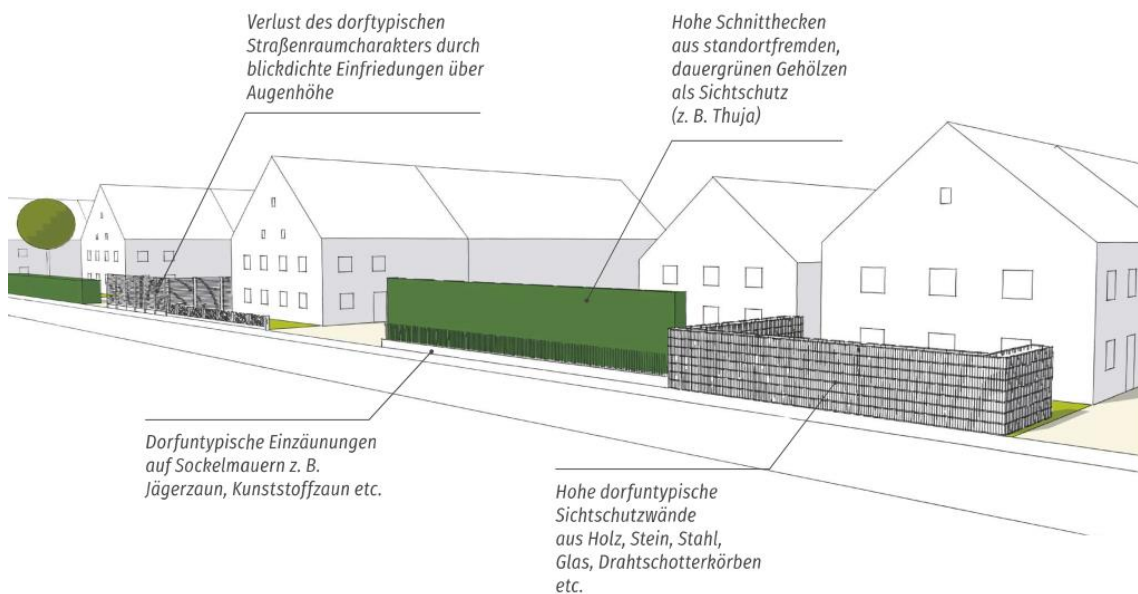 Verlust des dorftypischen
Straßenraumcharakters durch
blickdichte Einfriedungen über
Augenhöhe
Hohe Schnitthecken
aus standortfremden,
dauergrünen Gehölzen
als Sichtschutz
(z. B. Thuja)
Dorfuntypische Einzäunungen
auf Sockelmauern z. B.
Jägerzaun, Kunststoffzaun etc.
Hohe dorfuntypische
Sichtschutzwände
aus Holz, Stein, Stahl,
Glas, Drahtschotterkörben
etc.